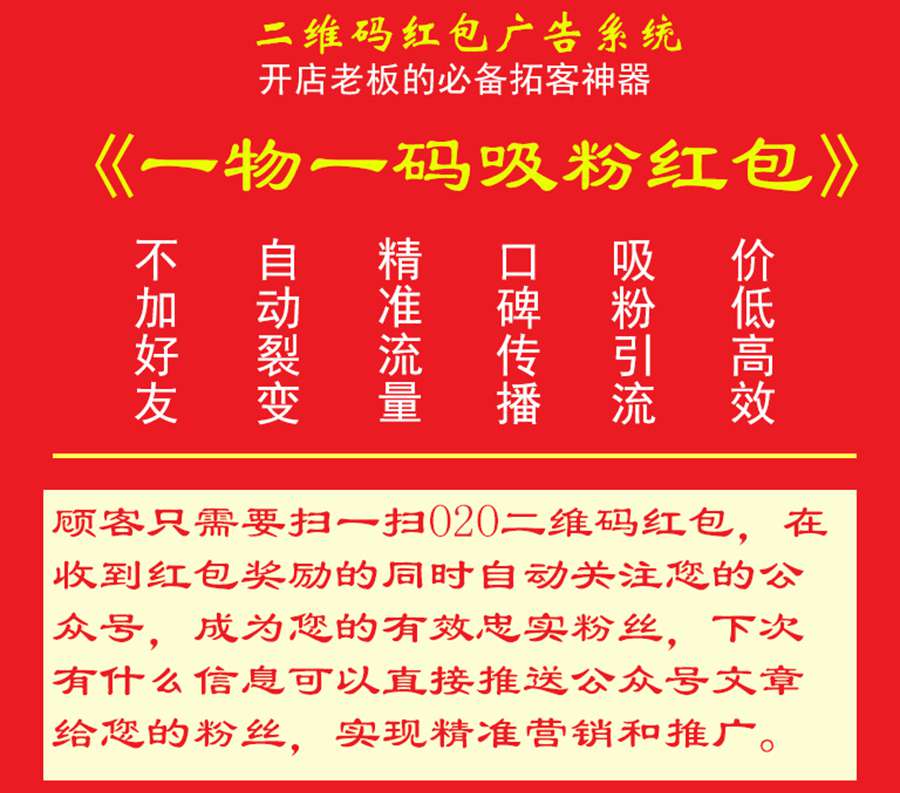 二维码红包广告系统
开店老板的必备拓客神器
《一物一码吸粉红包》
不加好友
自动裂变
精准流量
口碑传播
吸粉引流
价低高效
顾客只需要扫一扫O2O二维码红包，在
收到红包奖励的同时自动关注您的公
众号，成为您的有效忠实粉丝，下次
有什么信息可以直接推送公众号文章
给您的粉丝，实现精准营销和推广。